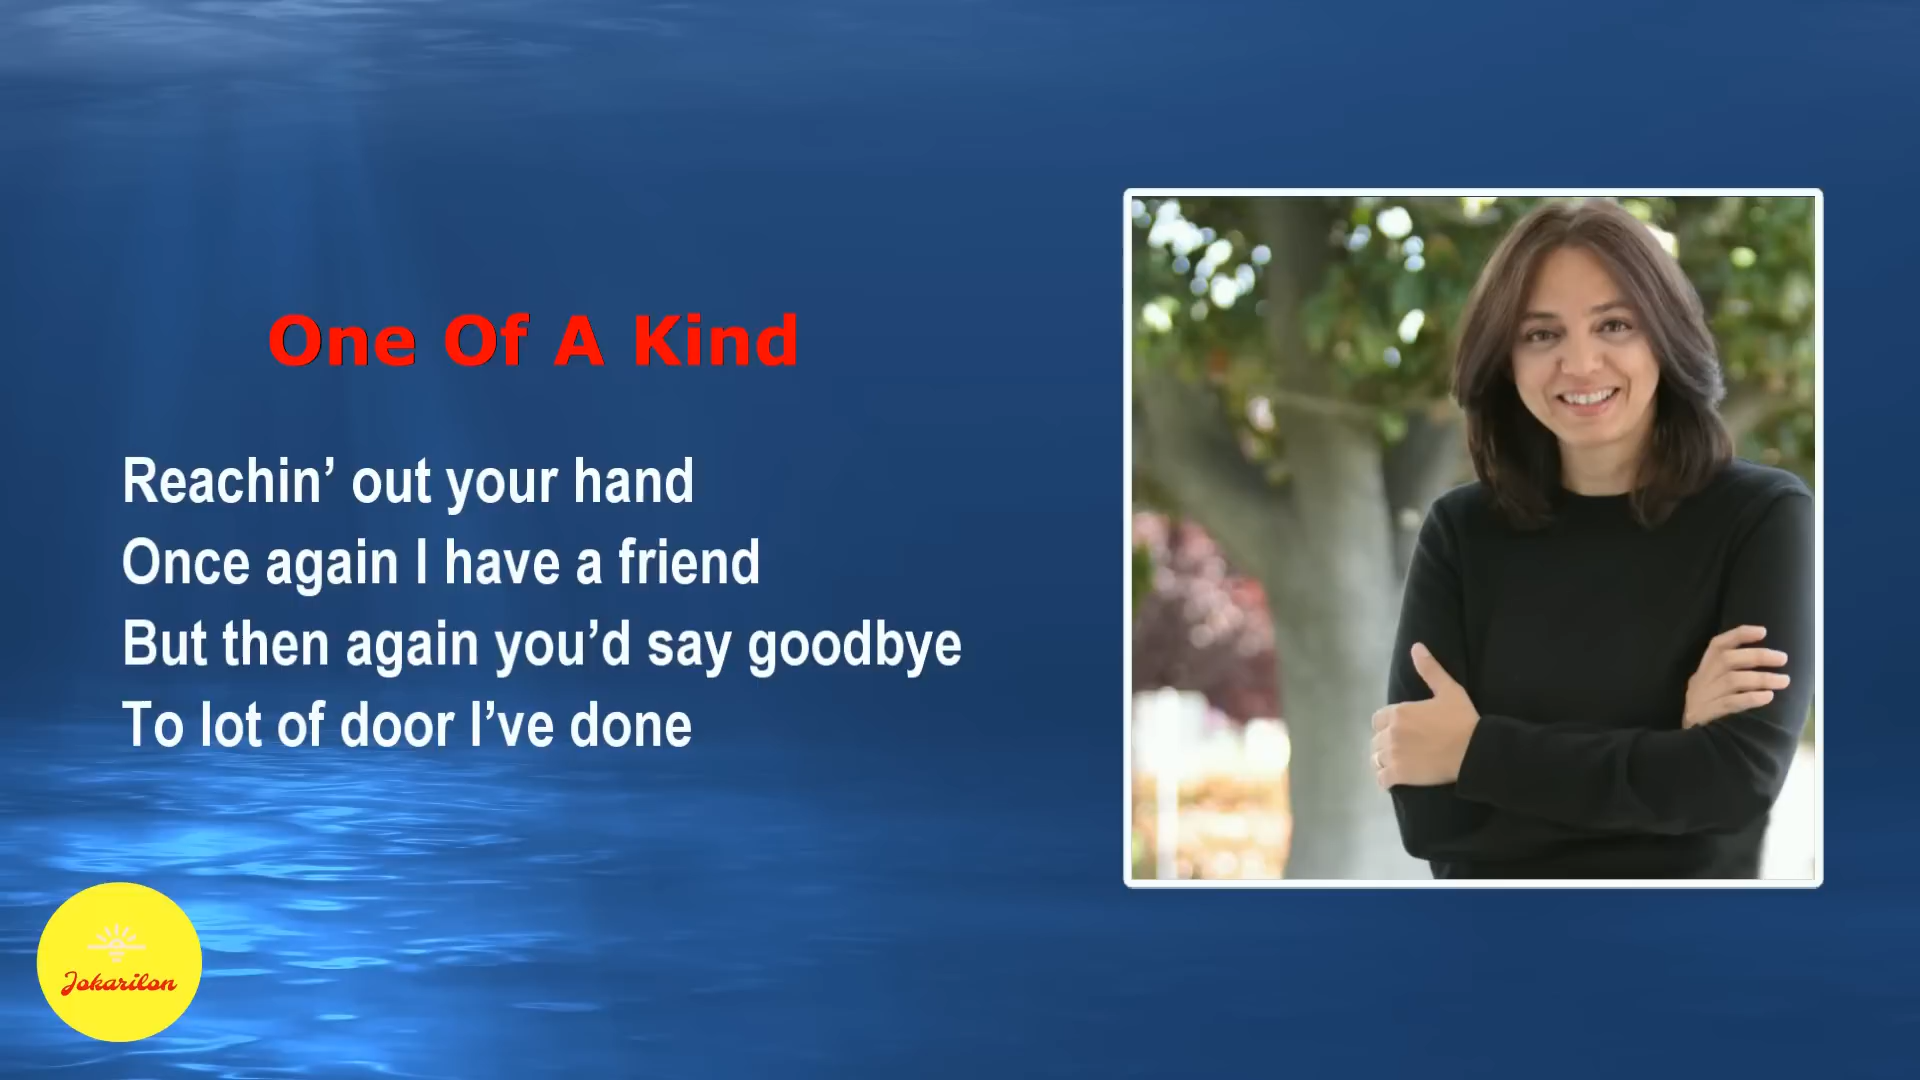 One Of A Kind
Reachin’ out your hand
Once again I have a friend
But then again you’d say goodbye
To lot of door I’ve done
Jokarilon